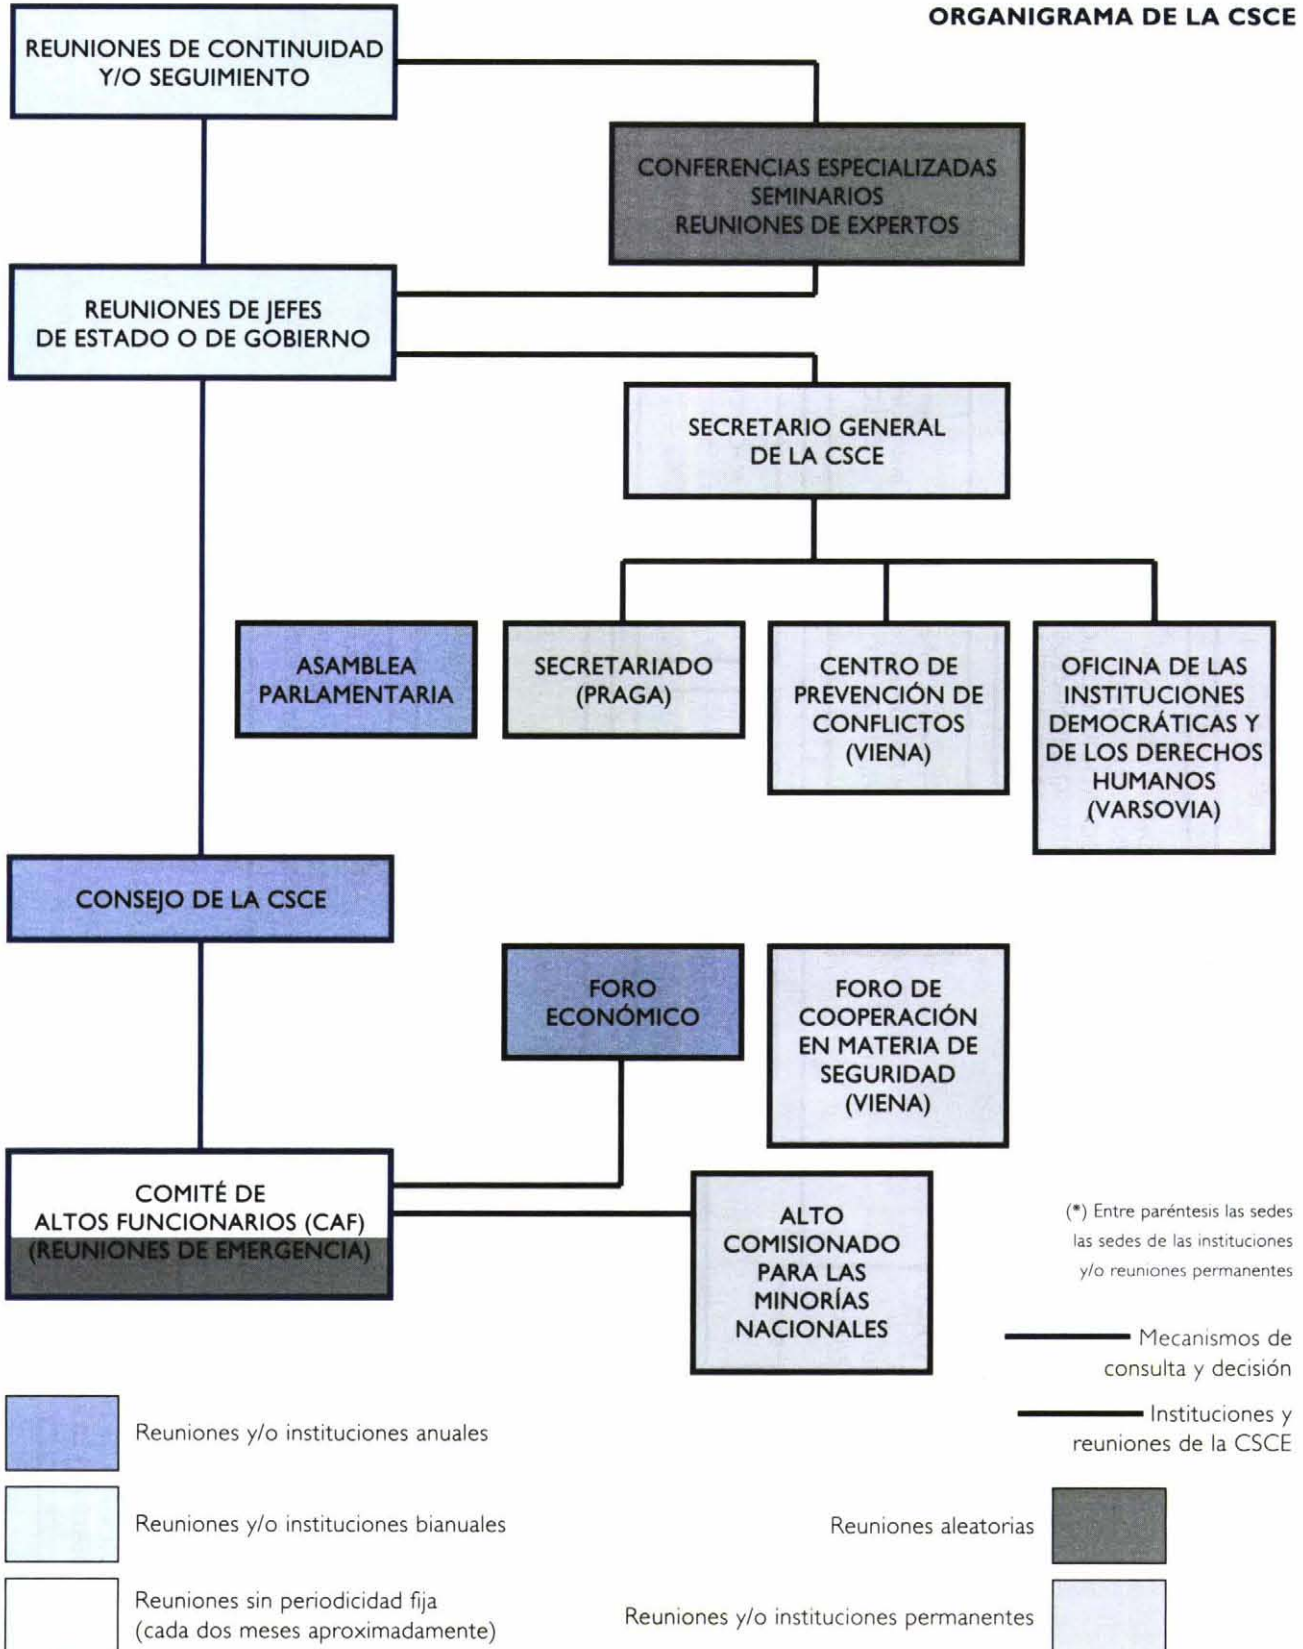 ORGANIGRAMA DE LA CSCE
REUNIONES DE CONTINUIDAD
Y/O SEGUIMIENTO
CONFERENCIAS ESPECIALIZADAS
SEMINARIOS
REUNIONES DE EXPERTOS
REUNIONES DE JEFES
DE ESTADO O DE GOBIERNO
SECRETARIO GENERAL
DE LA CSCE
ASAMBLEA
PARLAMENTARIA
SECRETARIADO
(PRAGA)
CENTRO DE
PREVENCIÓN DE
CONFLICTOS
(VIENA)
OFICINA DE LAS
INSTITUCIONES
DEMOCRÁTICAS Y
DE LOS DERECHOS
HUMANOS
(VARSOVIA)
CONSEJO DE LA CSCE
FORO
ECONÓMICO
FORO DE
COOPERACIÓN
EN MATERIA DE
SEGURIDAD
(VIENA)
COMITÉ DE
ALTOS FUNCIONARIOS (CAF)
(REUNIONES DE EMERGENCIA)
ALTO
COMISIONADO
PARA LAS
MINORÍAS
NACIONALES
(*) Entre paréntesis las sedes
las sedes de las instituciones
y/o reuniones permanentes
Mecanismos de
consulta y decisión
Instituciones y
reuniones de la CSCE
Reuniones y/o instituciones anuales
Reuniones y/o instituciones bianuales
Reuniones sin periodicidad fija
(cada dos meses aproximadamente)
Reuniones aleatorias
Reuniones y/o instituciones permanentes